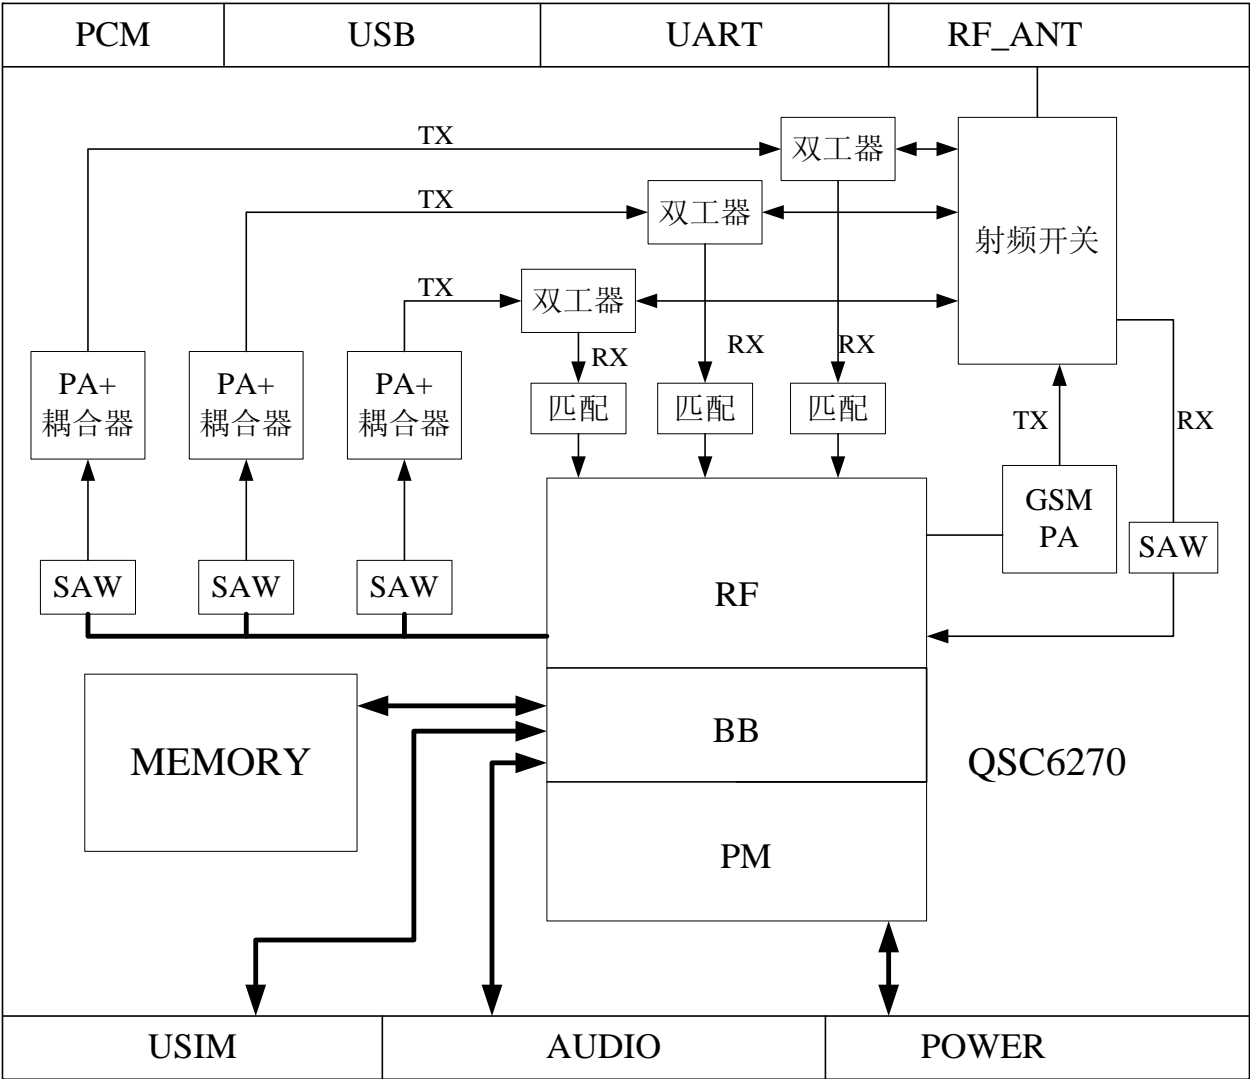 PCM
USB
UART
RF_ANT
TX
双工器
TX
双工器
射频开关
TX
双工器
RX
RX
RX
PA+
耦合器
PA+
耦合器
PA+
耦合器
匹配
匹配
匹配
TX
RX
GSM
PA
SAW
SAW
SAW
SAW
RF
BB
MEMORY
QSC6270
PM
USIM
AUDIO
POWER